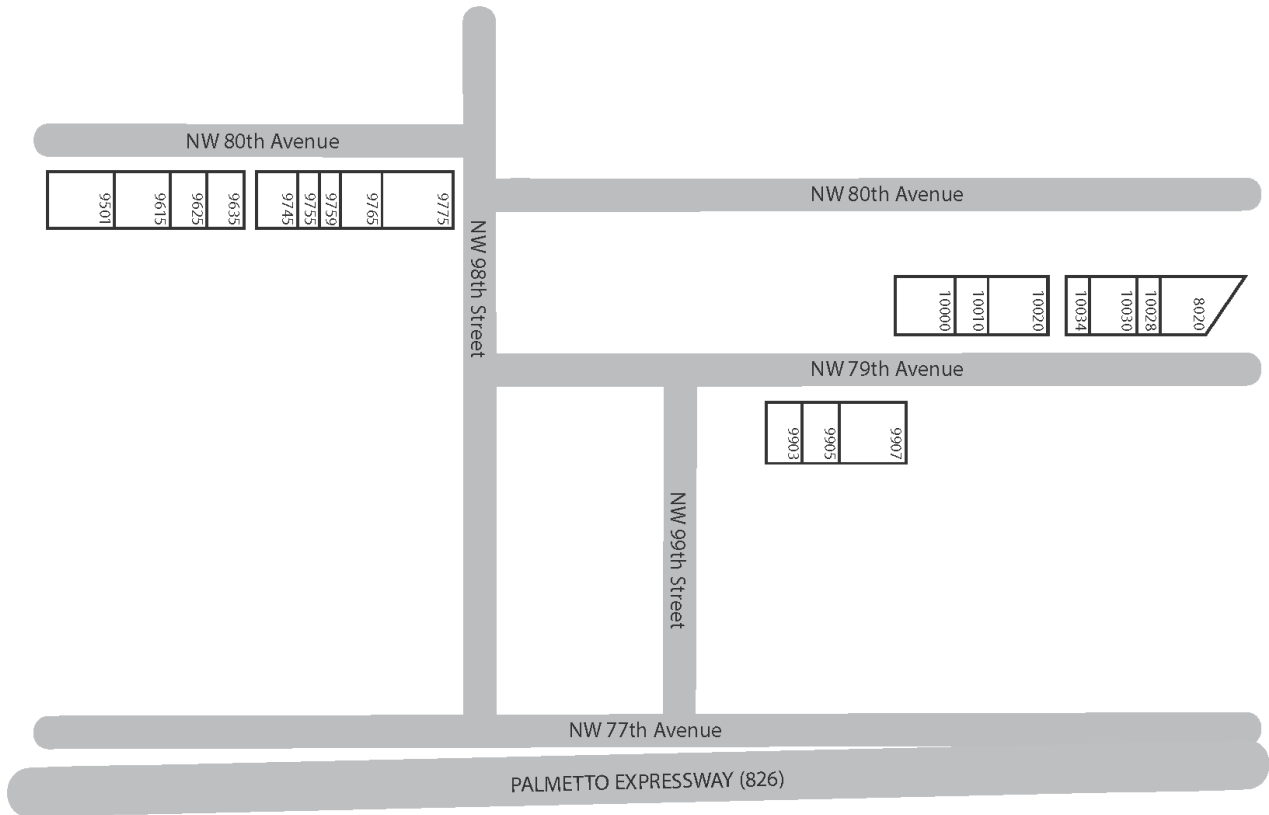 NW 80th Avenue
9501
9615
9625
9635
9745
9755
9759
9765
9775
NW 80th Avenue
NW 98th Street
10000
10010
10020
10034
10030
10028
8020
NW 79th Avenue
9903
9905
9907
NW 99th Street
NW 77th Avenue
PALMETTO EXPRESSWAY (826)